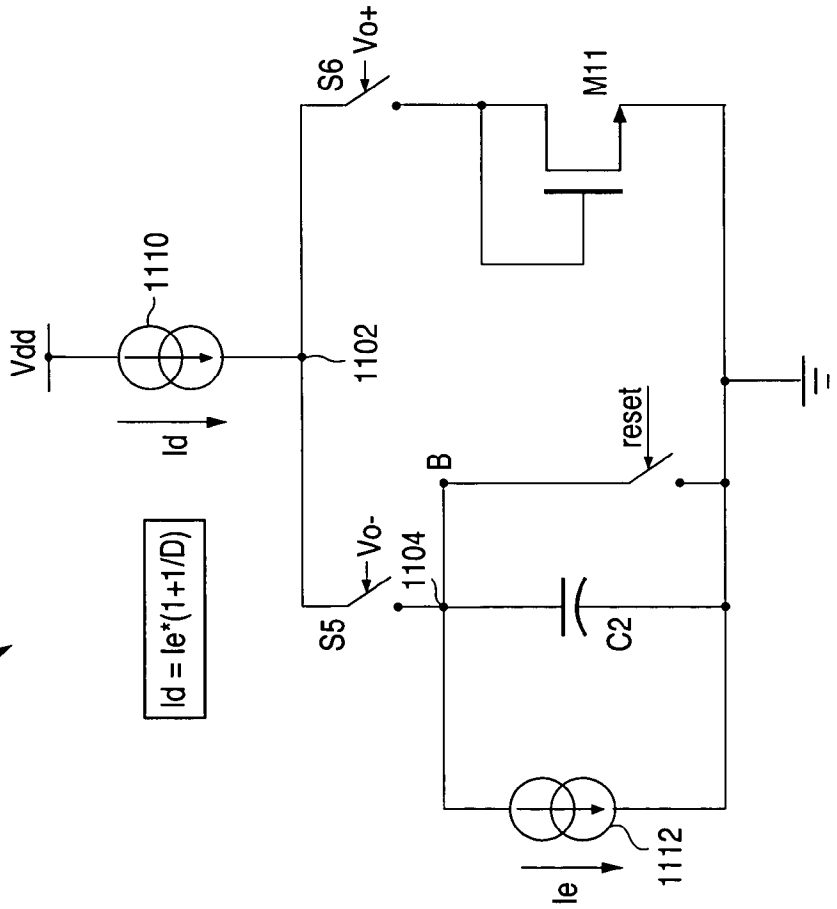 Vdd
1110
Id
Id = Ie*(1+1/D)
1102
S5
Vo-
S6
Vo+
1104
B
reset
C2
M11
Ie
1112